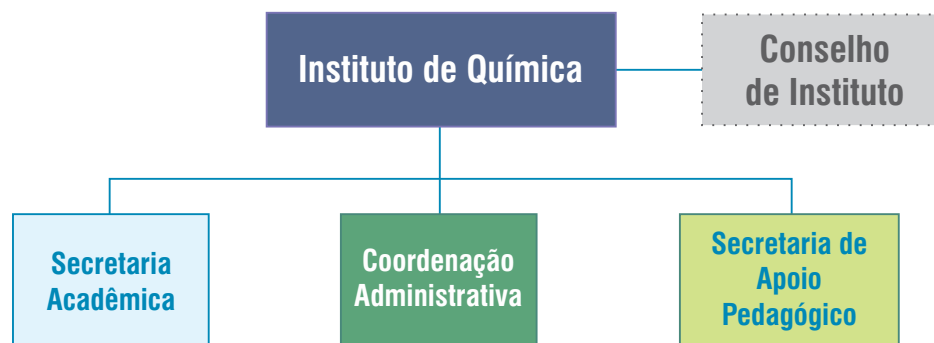 Instituto de Química
Conselho
de Instituto
Secretaria
Acadêmica
Coordenação
Administrativa
Secretaria de
Apoio
Pedagógico